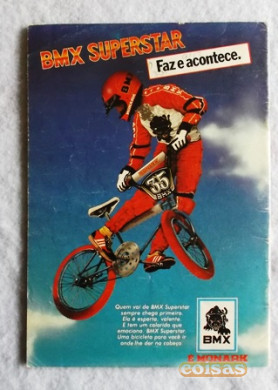 BMX SUPERSTAR
Faz e acontece.
35
Quem vai de BMX Superstar
sempre chega primeiro.
Ela é esperta, valente.
E tem um colorido que
emociona. BMX Superstar.
Uma bicicleta para você ir
onde lhe der na cabeça.
BMX
E MONARK
COISAS